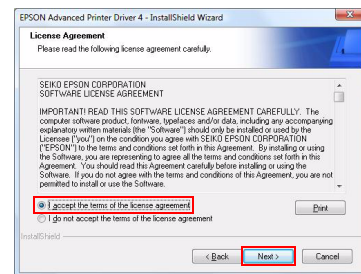 EPSON Advanced Printer Driver 4 - InstallShield Wizard
License Agreement
Please read the following license agreement carefully.
SEIKO EPSON CORPORATION
SOFTWARE LICENSE AGREEMENT
IMPORTANT! READ THIS SOFTWARE LICENSE AGREEMENT CAREFULLY. The
computer software product, fontware, typefaces and/or data, including any accompanying
explanatory written materials (the "Software") should only be installed or used by the
Licensee ("you") on the condition you agree with SEIKO EPSON CORPORATION
("EPSON") to the terms and conditions set forth in this Agreement. By installing or using
the Software, you are representing to agree all the terms and conditions set forth in this
Agreement. You should read this Agreement carefully before installing or using the
Software. If you do not agree with the terms and conditions of this Agreement, you are not
permitted to install or use the Software.
I accept the terms of the license agreement
Print
I do not accept the terms of the license agreement
InstallShield
< Back
Next >
Cancel